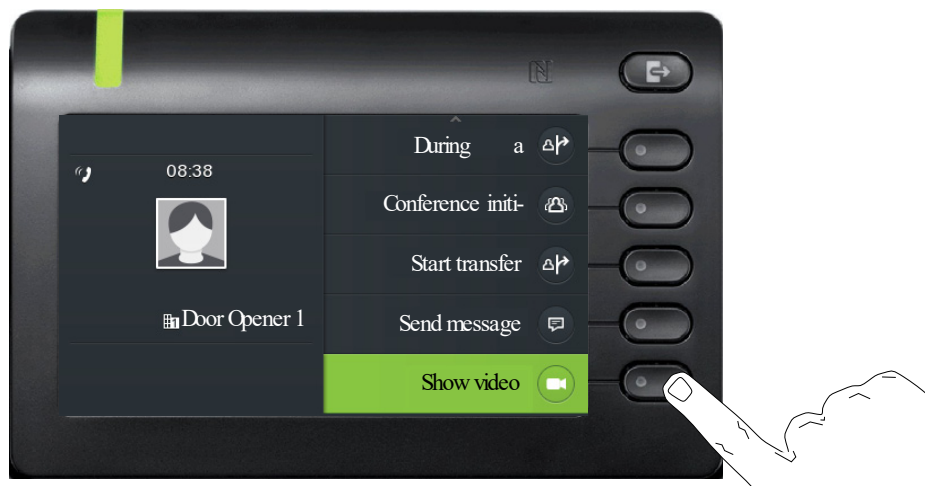 08:38
Door Opener 1
During a
Conference initi-
Start transfer
Send message
Show video